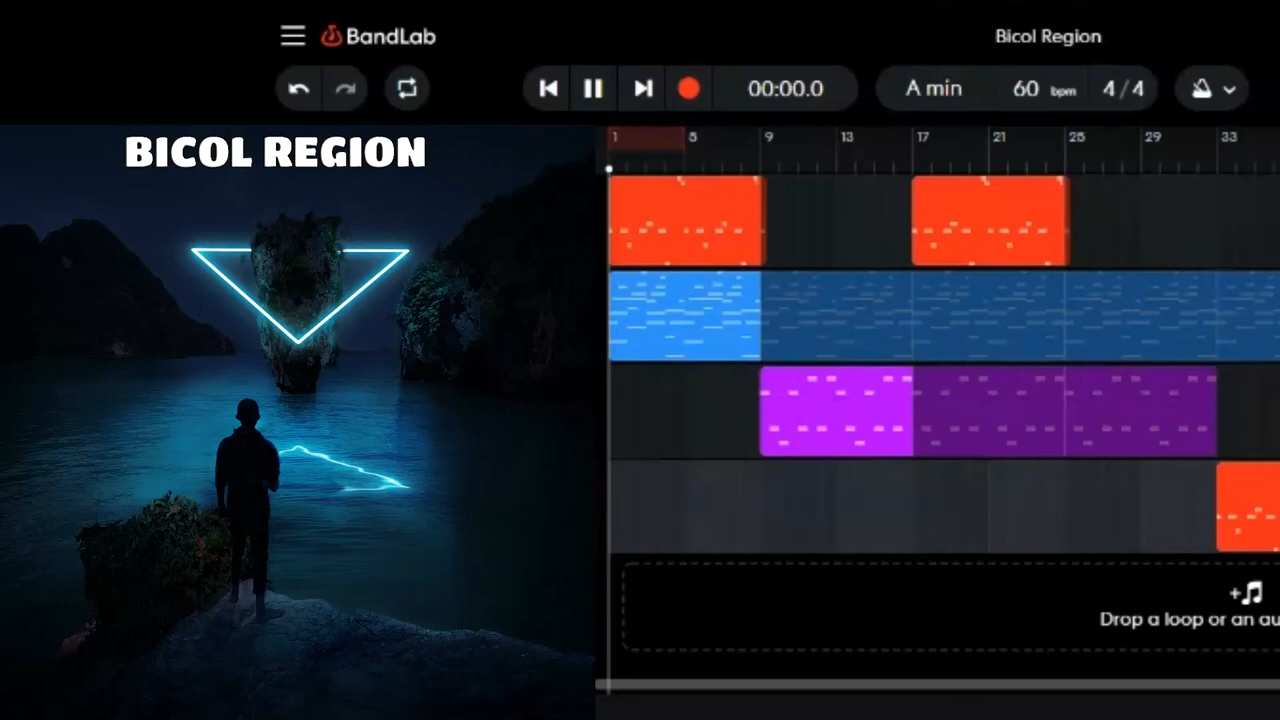 BandLab
Bicol Region
00:00.0
A min 60 bpm 4/4
BICOL REGION
1 5 9 13 17 21 25 29 33
Drop a loop or an au